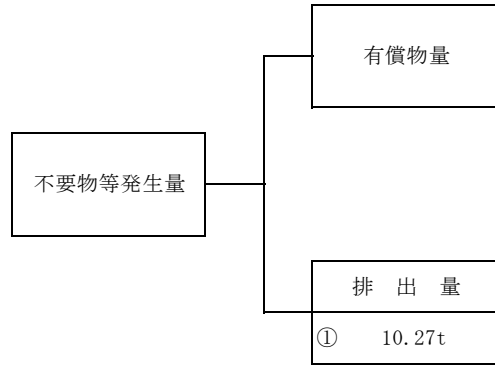 有償物量
不要物等発生量
排 出 量
① 10.27t